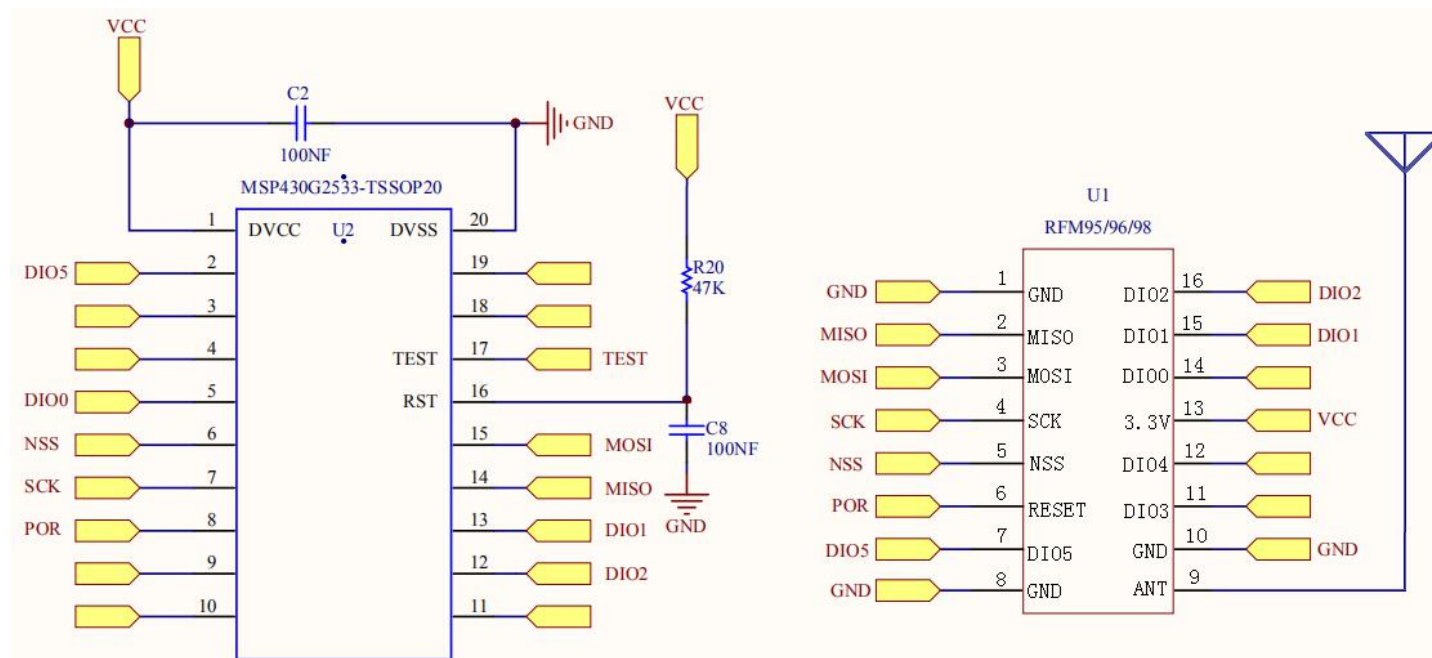 VCC
C2
GND
100NF
MSP430G2533-TSSOP20
1 DVCC U2 DVSS 20
DIO5 2 19
3 18
4 TEST 17 TEST
DIO0 5 RST 16
NSS 6 15 MOSI
SCK 7 14 MISO
POR 8 13 DIO1
9 12 DIO2
10 11
VCC
R20
47K
C8
100NF
GND
U1
RFM95/96/98
GND 1 GND DIO2 16 DIO2
MISO 2 MISO DIO1 15 DIO1
MOSI 3 MOSI DIO0 14
SCK 4 SCK 3.3V 13 VCC
NSS 5 NSS DIO4 12
POR 6 RESET DIO3 11
DIO5 7 DIO5 GND 10 GND
GND 8 GND ANT 9